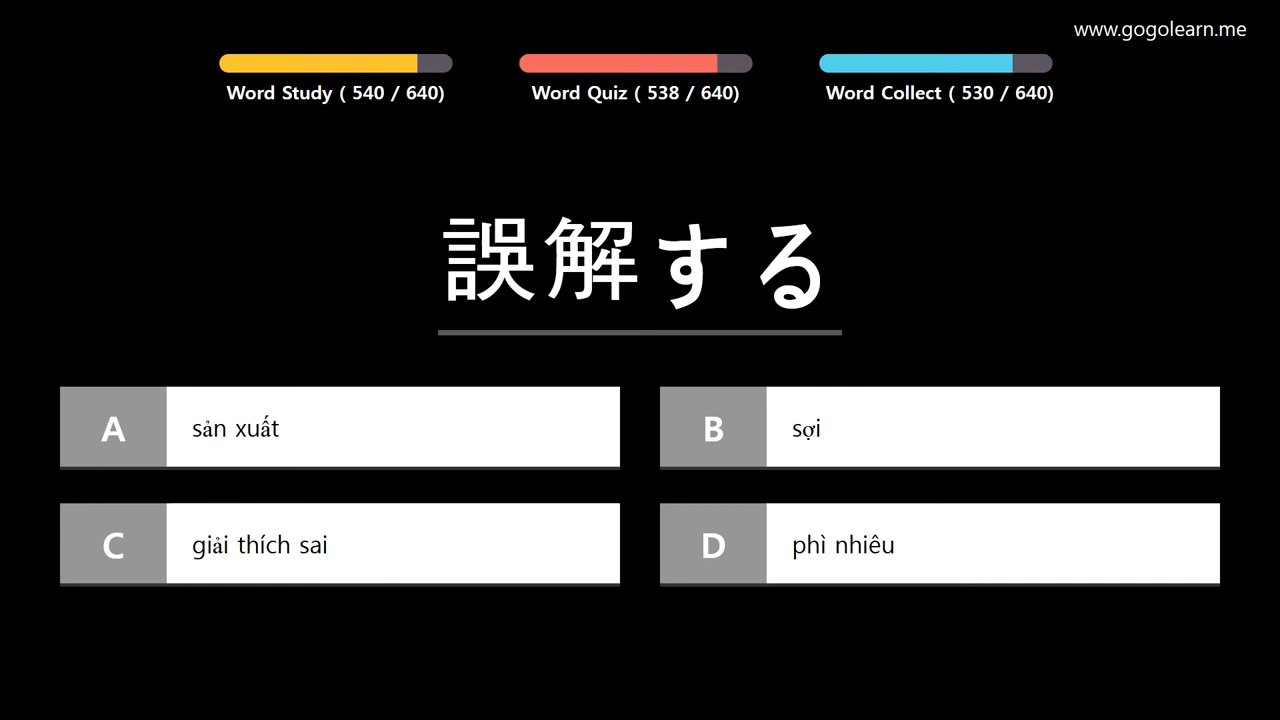 www.gogolearn.me
Word Study ( 540 / 640)
Word Quiz ( 538 / 640)
Word Collect ( 530 / 640)
誤解する
A
sản xuất
B
sợi
C
giải thích sai
D
phì nhiêu